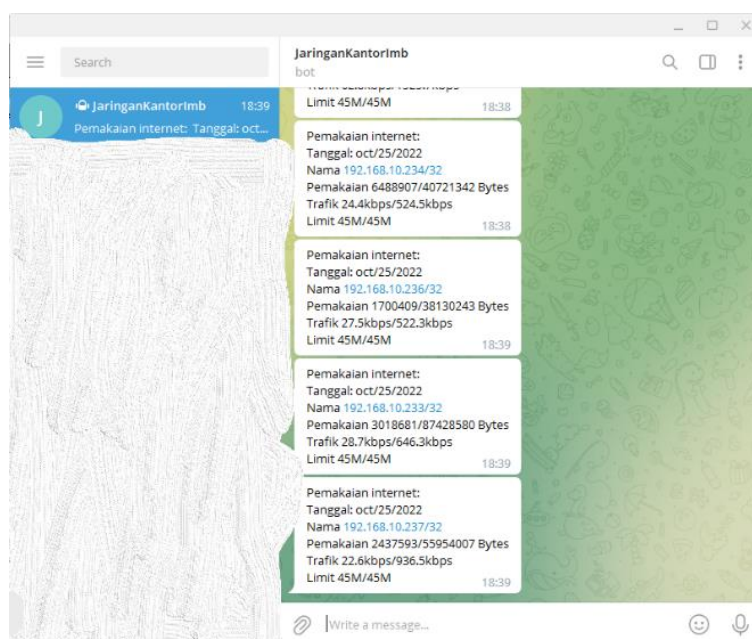 Search
JaringanKantorImb
bot
J
JaringanKantorImb 18:39
Pemakaian internet: Tanggal: oct...
Limit 45M/45M
18:38
Pemakaian internet:
Tanggal: oct/25/2022
Nama 192.168.10.234/32
Pemakaian 6488907/40721342 Bytes
Trafik 24.4kbps/524.5kbps
Limit 45M/45M
18:38
Pemakaian internet:
Tanggal: oct/25/2022
Nama 192.168.10.236/32
Pemakaian 1700409/38130243 Bytes
Trafik 27.5kbps/522.3kbps
Limit 45M/45M
18:39
Pemakaian internet:
Tanggal: oct/25/2022
Nama 192.168.10.233/32
Pemakaian 3018681/87428580 Bytes
Trafik 28.7kbps/646.3kbps
Limit 45M/45M
18:39
Pemakaian internet:
Tanggal: oct/25/2022
Nama 192.168.10.237/32
Pemakaian 2437593/55954007 Bytes
Trafik 22.6kbps/936.5kbps
Limit 45M/45M
18:39
Write a message...